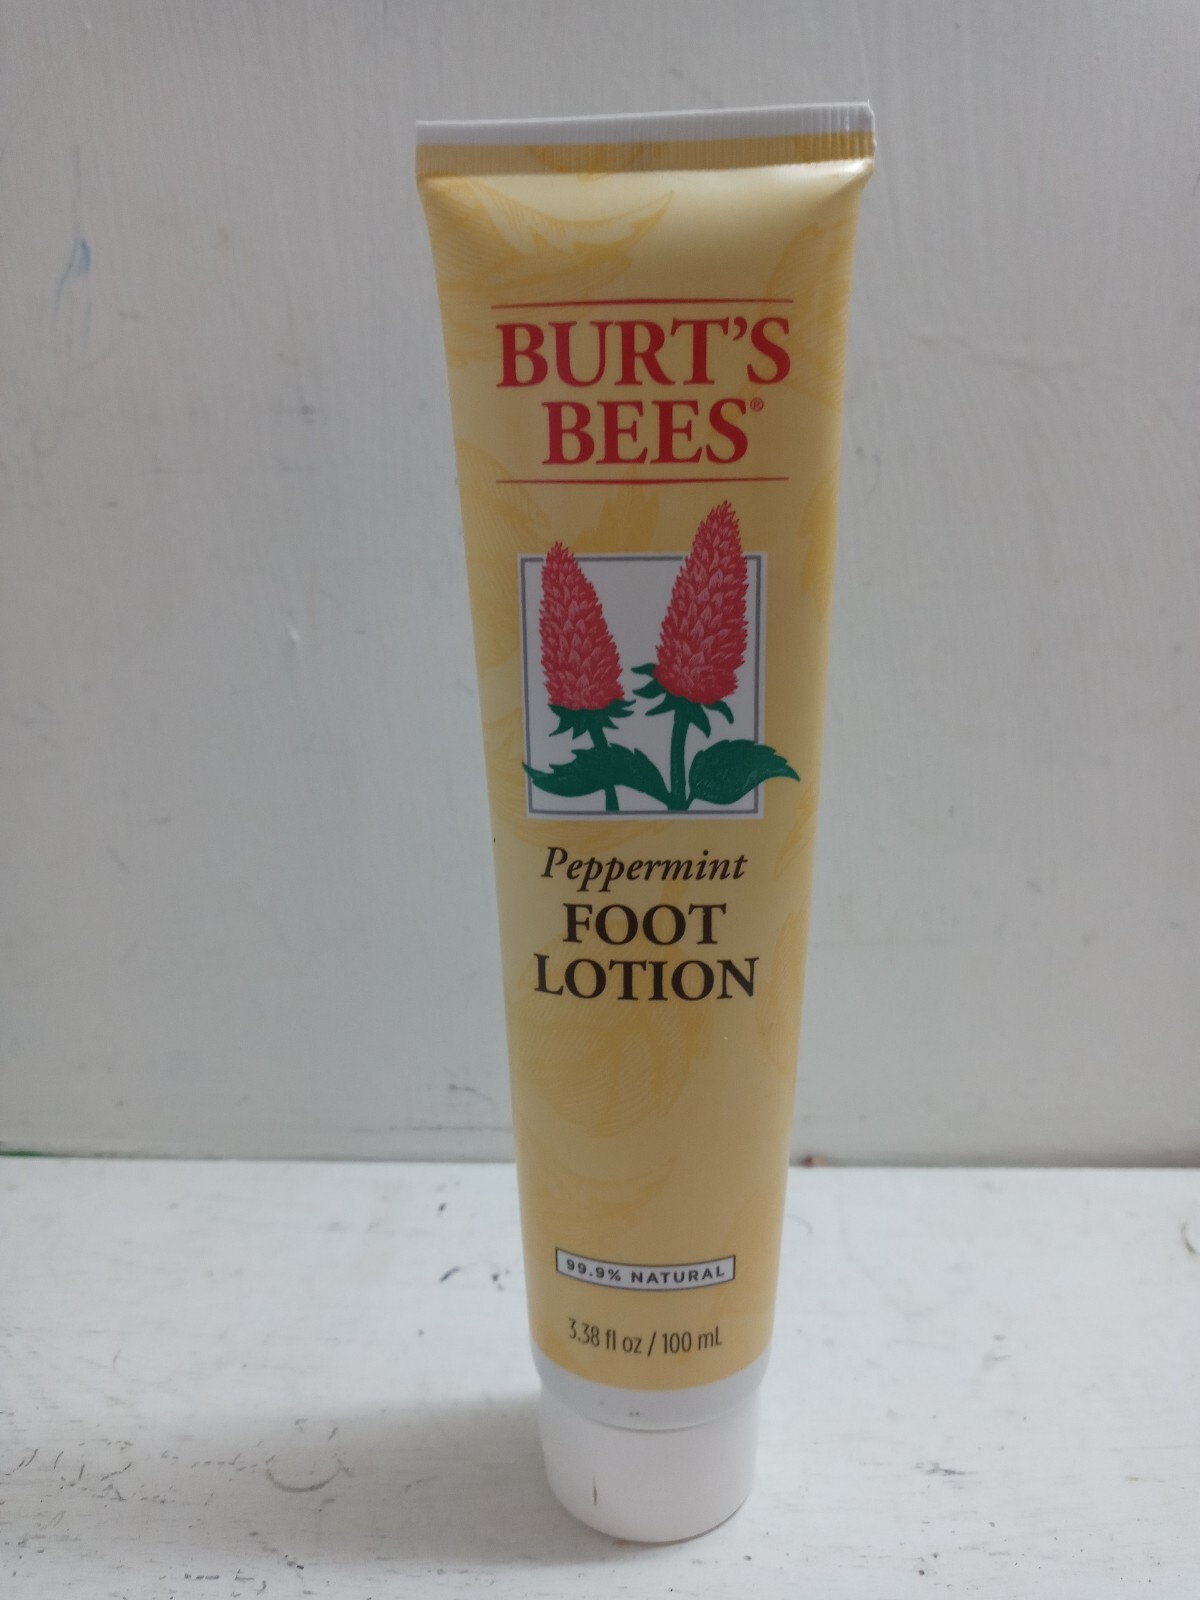 BURT'S
BEES®
Peppermint
FOOT
LOTION
99.9% NATURAL
3.38 fl oz / 100 mL